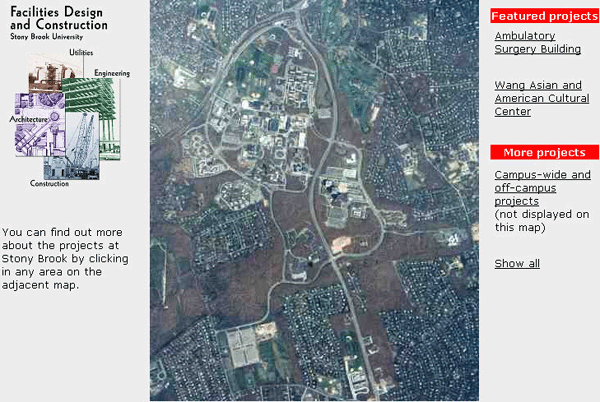 Facilities Design
and Construction
Stony Brook University
Utilities
Engineering
Architecture
Construction
You can find out more
about the projects at
Stony Brook by clicking
in any area on the
adjacent map.
Featured projects
Ambulatory
Surgery Building
Wang Asian and
American Cultural
Center
More projects
Campus-wide and
off-campus
projects
(not displayed on
this map)
Show all